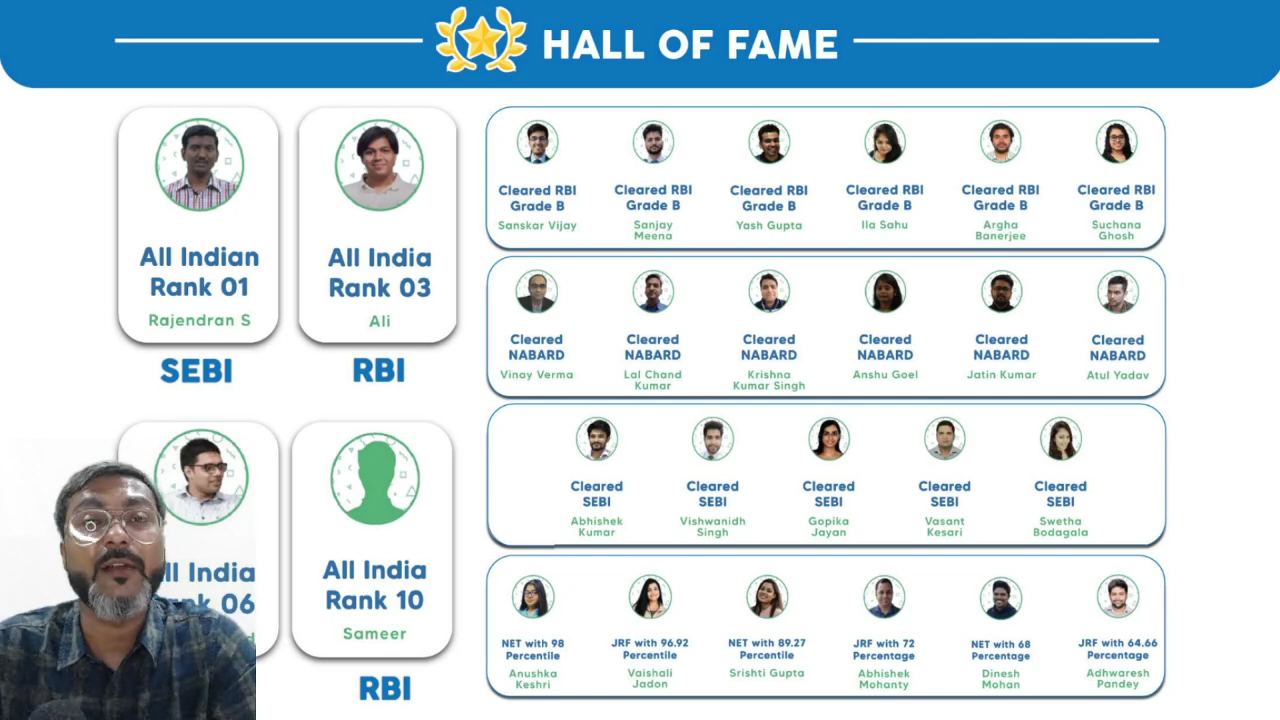 HALL OF FAME
All Indian
Rank 01
Rajendran S
SEBI
All India
Rank 03
Ali
RBI
Cleared RBI
Grade B
Sanskar Vijay
Cleared RBI
Grade B
Sanjay
Meena
Cleared RBI
Grade B
Yash Gupta
Cleared RBI
Grade B
Ila Sahu
Cleared RBI
Grade B
Argha
Banerjee
Cleared RBI
Grade B
Suchana
Ghosh
Cleared
NABARD
Vinay Verma
Cleared
NABARD
Lal Chand
Kumar
Cleared
NABARD
Krishna
Kumar Singh
Cleared
NABARD
Anshu Goel
Cleared
NABARD
Jatin Kumar
Cleared
NABARD
Atul Yadav
India
06
All India
Rank 10
Sameer
RBI
Cleared
SEBI
Abhishek
Kumar
Cleared
SEBI
Vishwanidh
Singh
Cleared
SEBI
Gopika
Jayan
Cleared
SEBI
Vasant
Kesari
Cleared
SEBI
Swetha
Bodagala
NET with 98
Percentile
Anushka
Keshri
JRF with 96.92
Percentile
Vaishali
Jadon
NET with 89.27
Percentile
Srishti Gupta
JRF with 72
Percentage
Abhishek
Mohanty
NET with 68
Percentage
Dinesh
Mohan
JRF with 64.66
Percentage
Adhwaresh
Pandey